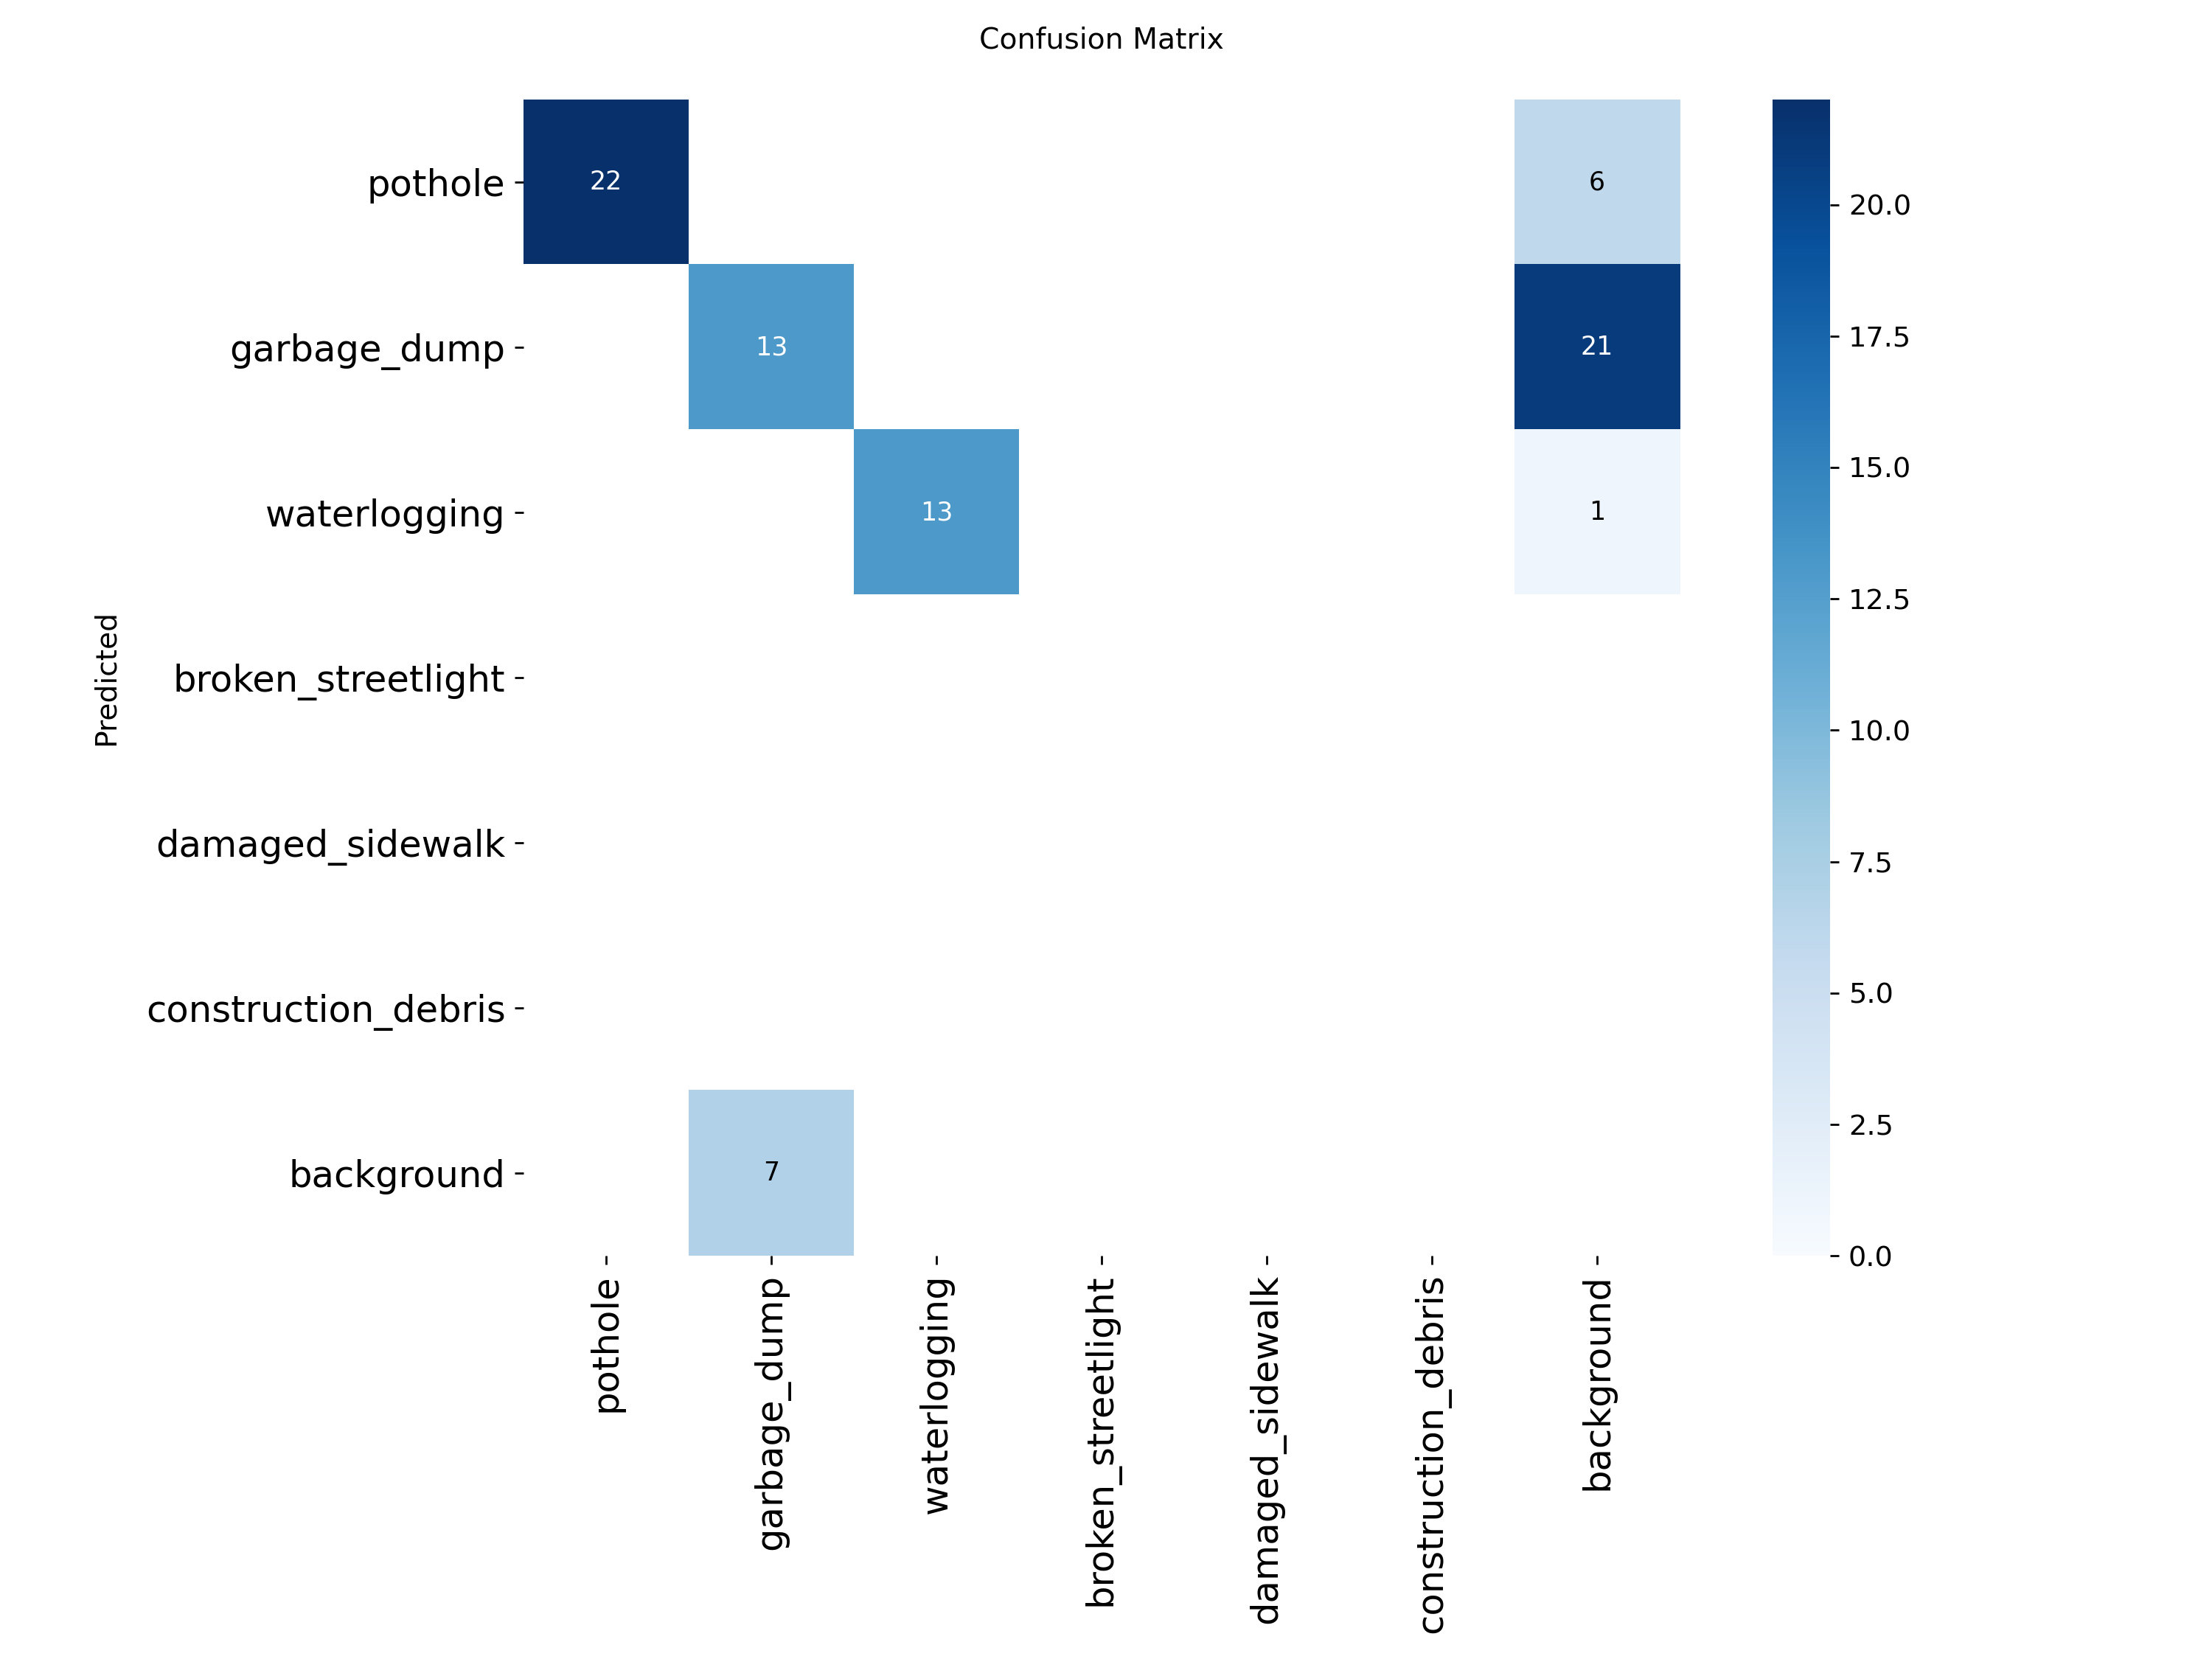 Confusion Matrix
pothole
22
6
garbage_dump
13
21
waterlogging
13
1
broken_streetlight
damaged_sidewalk
construction_debris
background
7
Predicted
pothole
garbage_dump
waterlogging
broken_streetlight
damaged_sidewalk
construction_debris
background
20.0
17.5
15.0
12.5
10.0
7.5
5.0
2.5
0.0